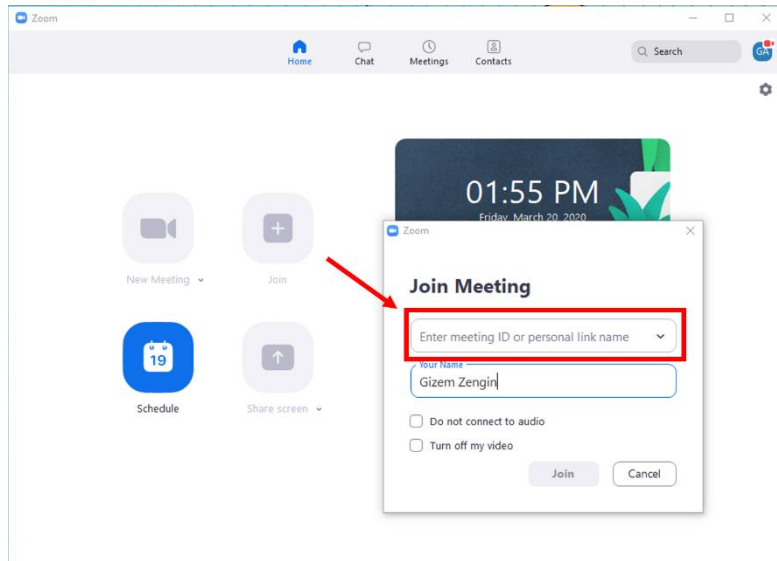 Zoom
Home
Chat
Meetings
Contacts
Search
GA
01:55 PM
Friday, March 20, 2020
New Meeting
Join
19
Schedule
Share screen
Zoom
Join Meeting
Enter meeting ID or personal link name
Your Name
Gizem Zengin
Do not connect to audio
Turn off my video
Join
Cancel